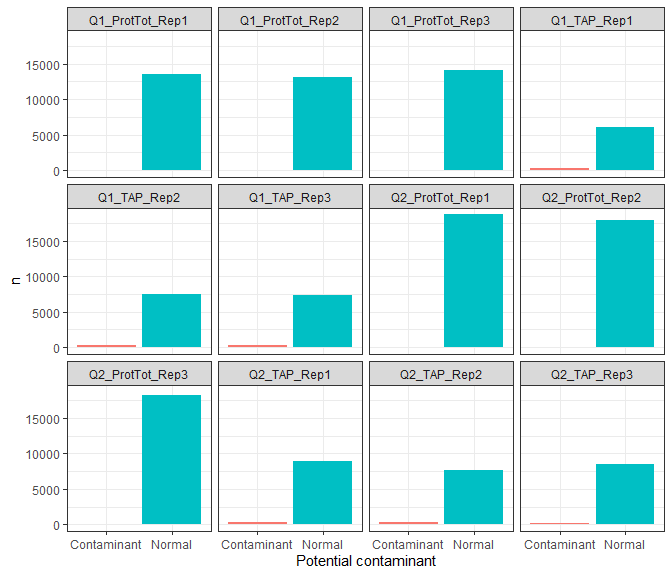 Q1_ProtTot_Rep1 Q1_ProtTot_Rep2 Q1_ProtTot_Rep3 Q1_TAP_Rep1
15000
10000
5000
0
Q1_TAP_Rep2 Q1_TAP_Rep3 Q2_ProtTot_Rep1 Q2_ProtTot_Rep2
15000
10000
5000
0
n
Q2_ProtTot_Rep3 Q2_TAP_Rep1 Q2_TAP_Rep2 Q2_TAP_Rep3
15000
10000
5000
0
Contaminant Normal Contaminant Normal Contaminant Normal Contaminant Normal
Potential contaminant